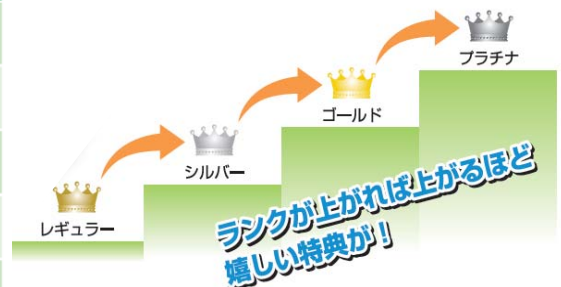 プラチナ
ゴールド
シルバー
レギュラー
ランクが上がれば上がるほど
嬉しい特典が!